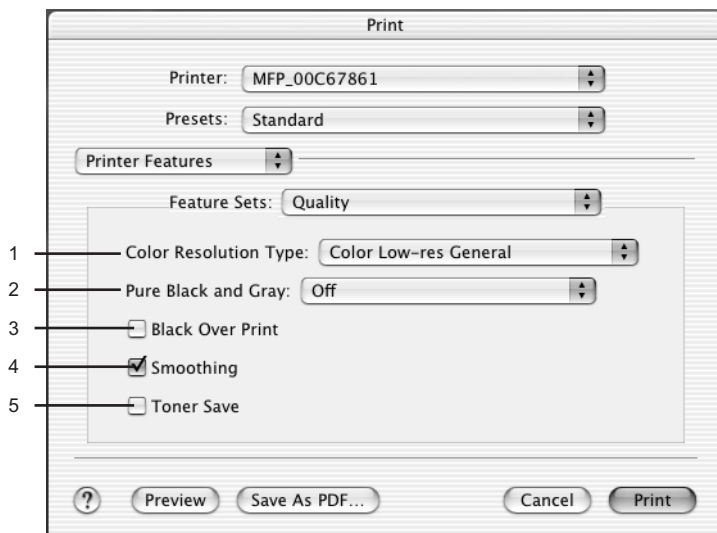 Print
Printer: MFP_00C67861
Presets: Standard
Printer Features
Feature Sets: Quality
1 Color Resolution Type: Color Low-res General
2 Pure Black and Gray: Off
3 Black Over Print
4 Smoothing
5 Toner Save
? Preview Save As PDF... Cancel Print